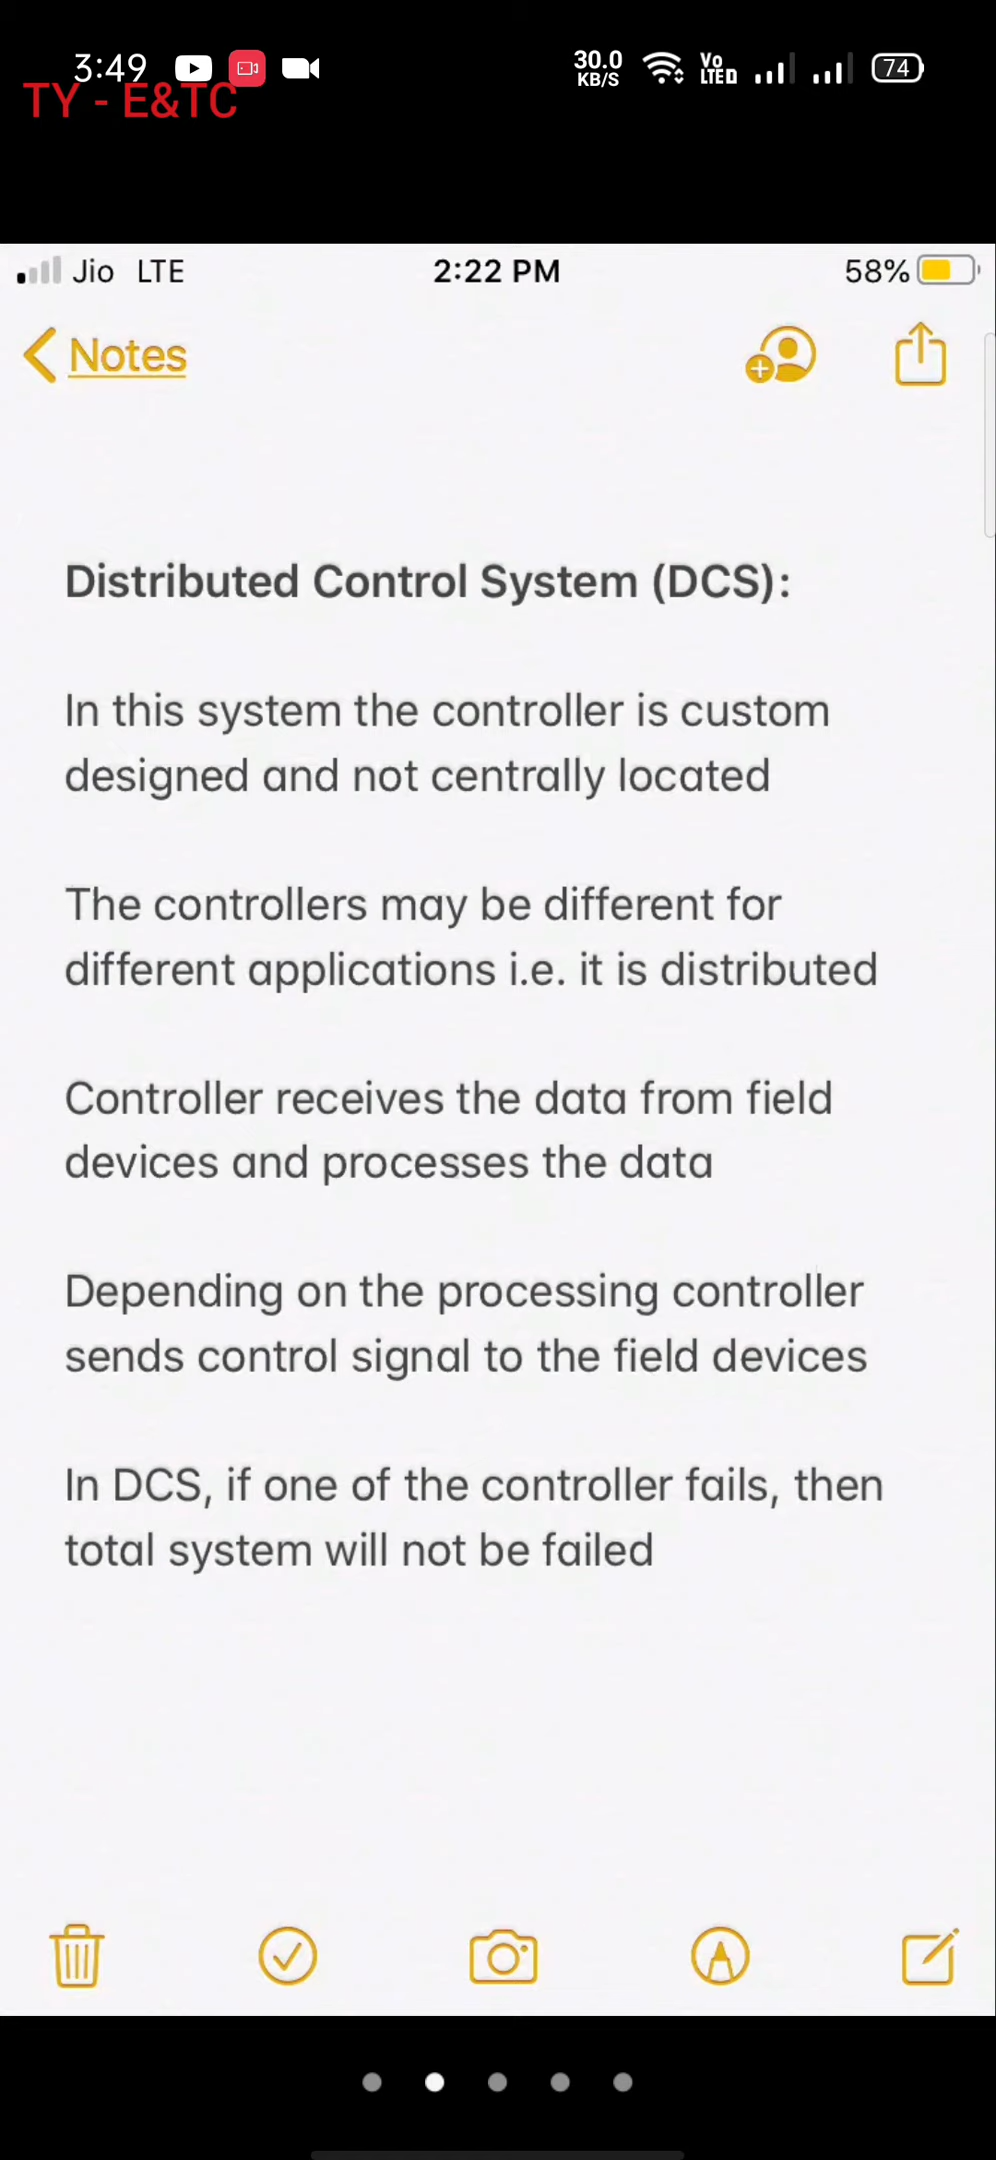 3:49 30.0 KB/S Vo LTED 74
TY - E&TC
Jio LTE 2:22 PM 58%
Notes
Distributed Control System (DCS):
In this system the controller is custom
designed and not centrally located
The controllers may be different for
different applications i.e. it is distributed
Controller receives the data from field
devices and processes the data
Depending on the processing controller
sends control signal to the field devices
In DCS, if one of the controller fails, then
total system will not be failed